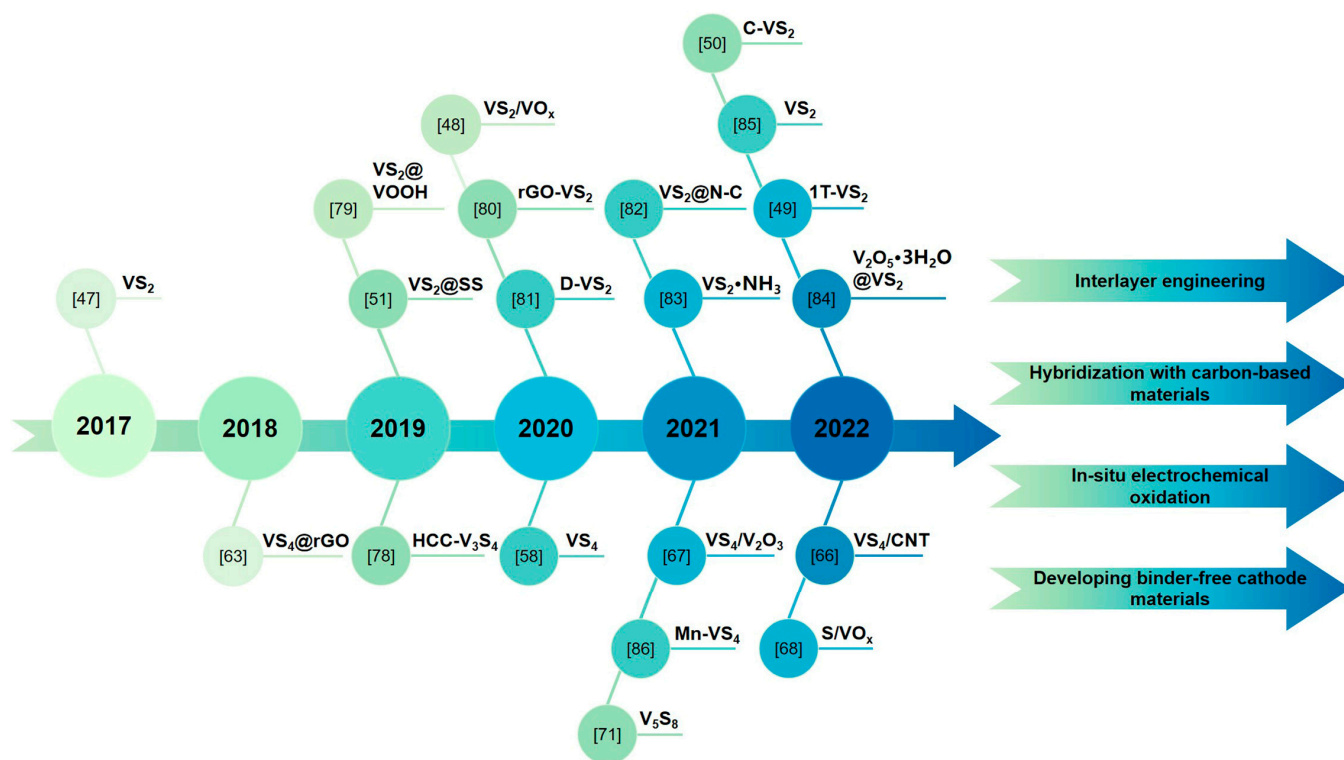 [50] C-VS₂
[85] VS₂
[48] VS₂/VOₓ
VS₂@
VOOH
[79]
[80] rGO-VS₂
[82] VS₂@N-C
[49] 1T-VS₂
[47] VS₂
[51] VS₂@SS
[81] D-VS₂
[83] VS₂•NH₃
V₂O₅•3H₂O
@VS₂
[84]
2017 2018 2019 2020 2021 2022
[63] VS₄@rGO
[78] HCC-V₃S₄
[58] VS₄
[67] VS₄/V₂O₃
[66] VS₄/CNT
[86] Mn-VS₄
[68] S/VOₓ
[71] V₅S₈
Interlayer engineering
Hybridization with carbon-based
materials
In-situ electrochemical
oxidation
Developing binder-free cathode
materials